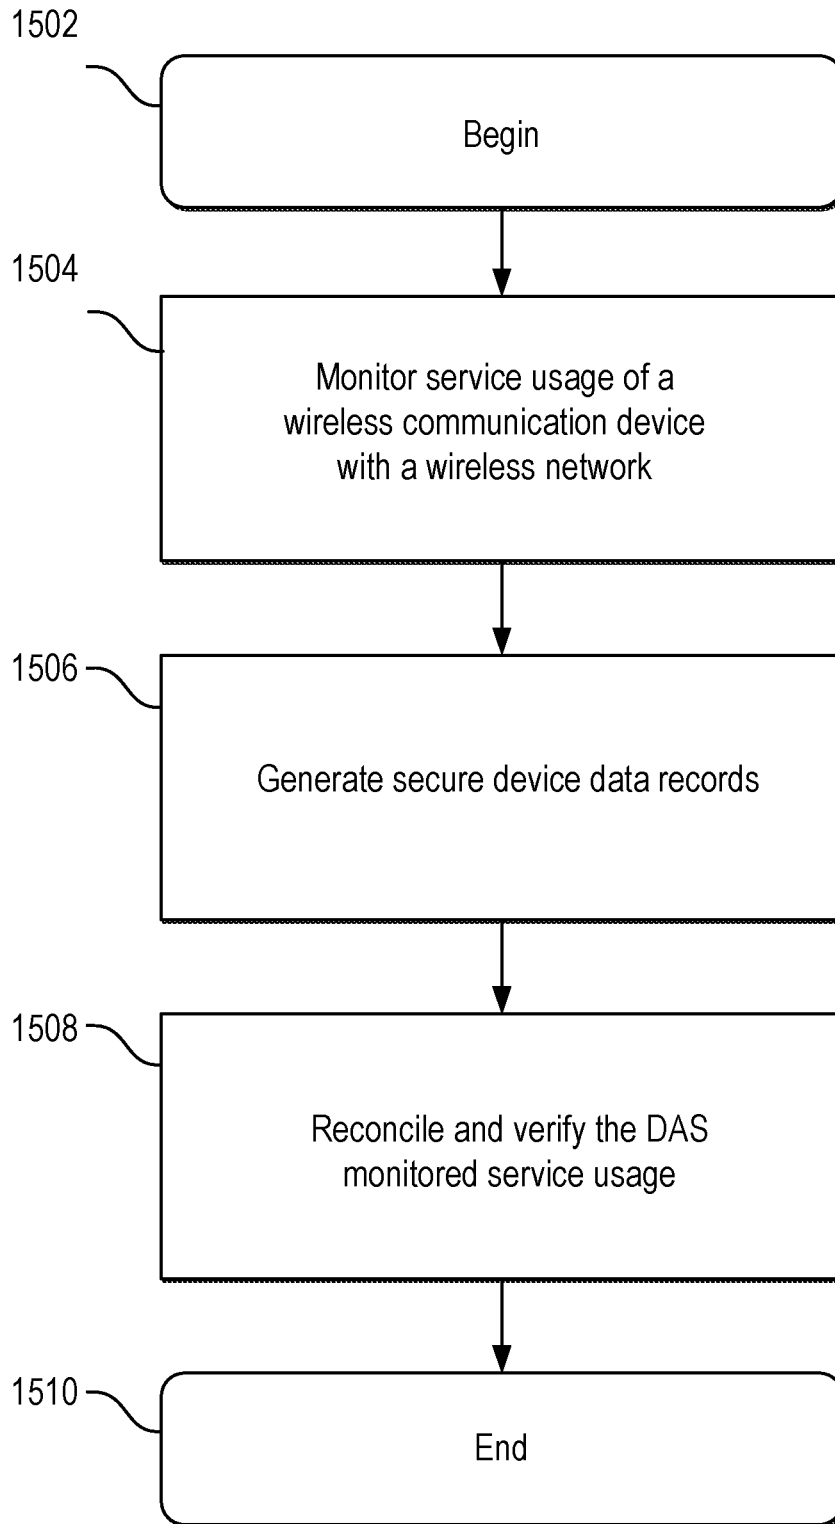 1502
Begin
1504
Monitor service usage of a
wireless communication device
with a wireless network
1506
Generate secure device data records
1508
Reconcile and verify the DAS
monitored service usage
1510
End